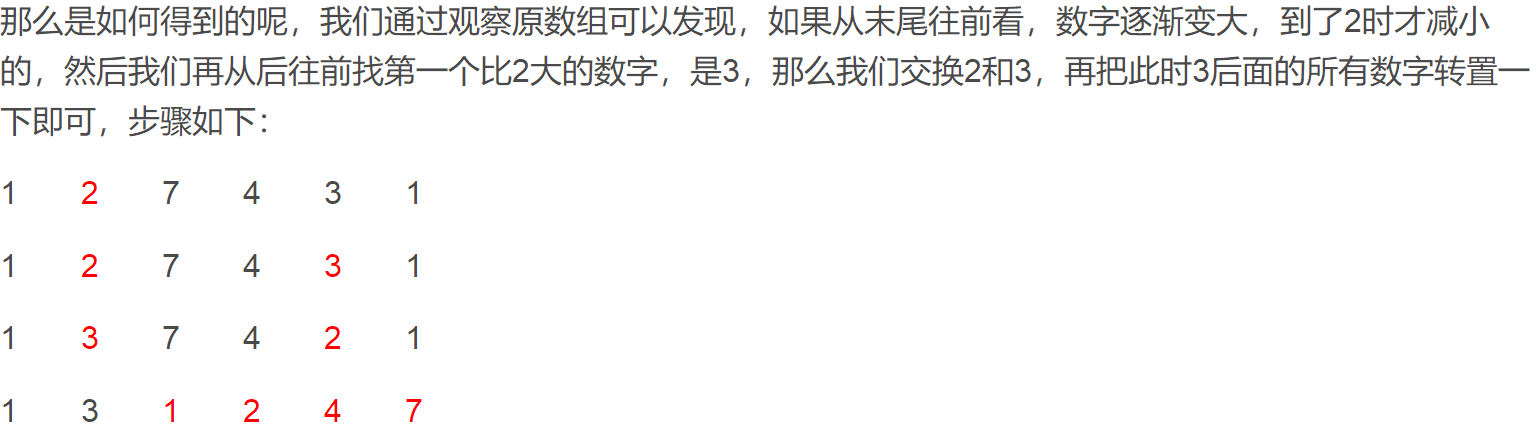 那么是如何得到的呢，我们通过观察原数组可以发现，如果从末尾往前看，数字逐渐变大，到了2时才减小
的，然后我们再从后往前找第一个比2大的数字，是3，那么我们交换2和3，再把此时3后面的所有数字转置一
下即可，步骤如下：
1 2 7 4 3 1
1 2 7 4 3 1
1 3 7 4 2 1
1 3 1 2 4 7